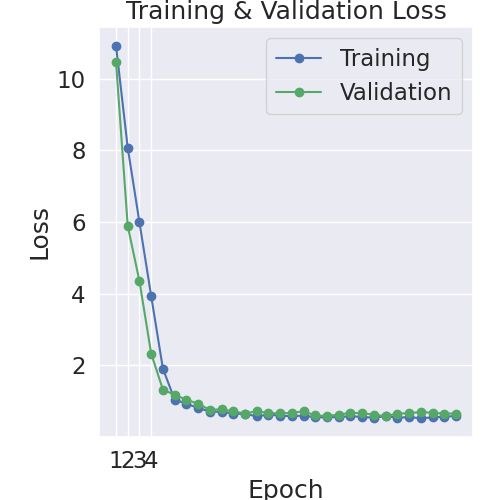 Training & Validation Loss
Training
Validation
Loss
10
8
6
4
2
1234
Epoch